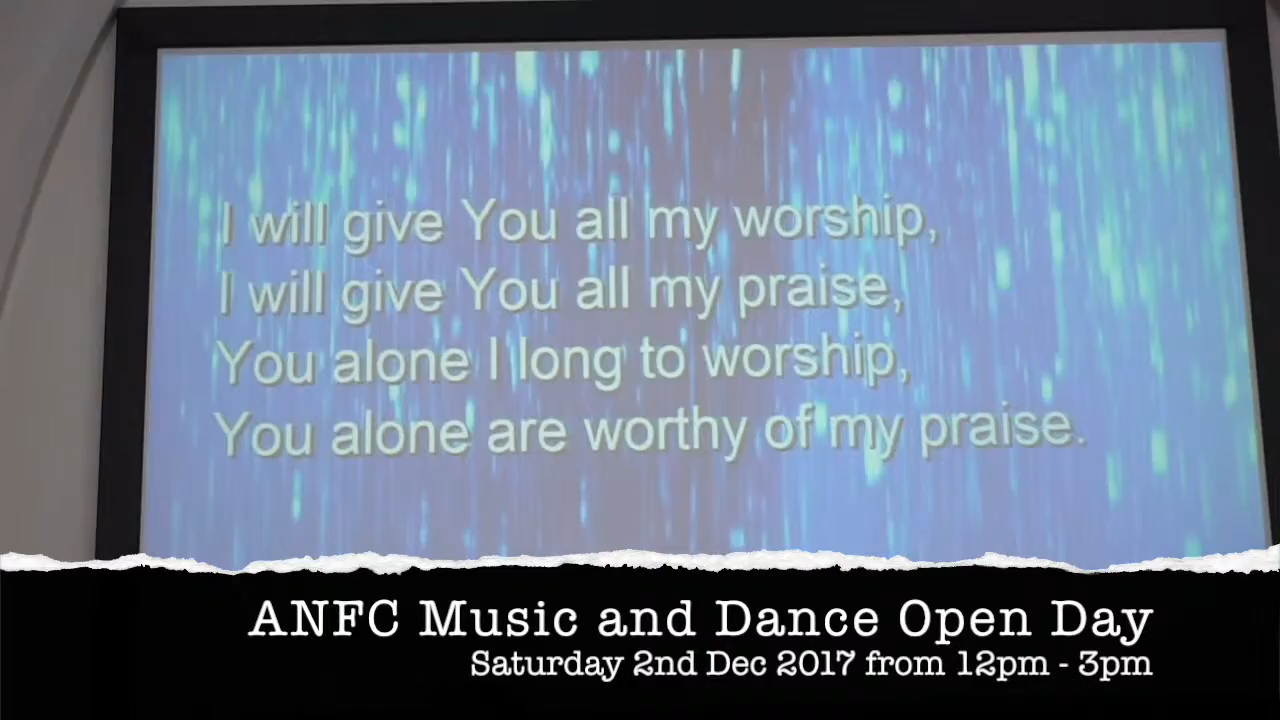 I will give You all my worship,
I will give You all my praise,
You alone I long to worship,
You alone are worthy of my praise.
ANFC Music and Dance Open Day
Saturday 2nd Dec 2017 from 12pm - 3pm